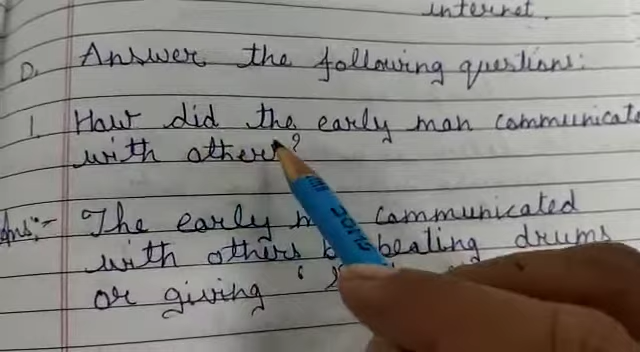 internet.
D. Answer the following questions:
1. How did the early man communicate
with others?
Ans:- The early communicated
with others beating drums
or giving